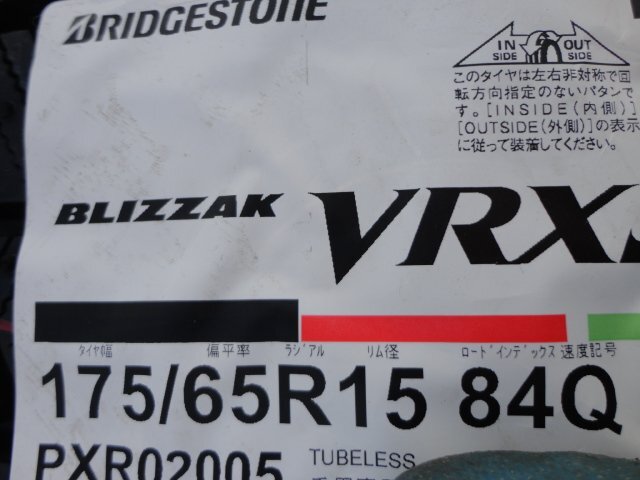 BRIDGESTONE
IN SIDE OUT SIDE
このタイヤは左右非対称で回
転方向指定のないパタンで
す。[INSIDE(内側)]
[OUTSIDE(外側)]の表示
に従って装着してください。
BLIZZAK VRX
タイヤ幅 偏平率 ラジアル リム径 ロードインデックス 速度記号
175/65R15 84Q
PXR02005 TUBELESS